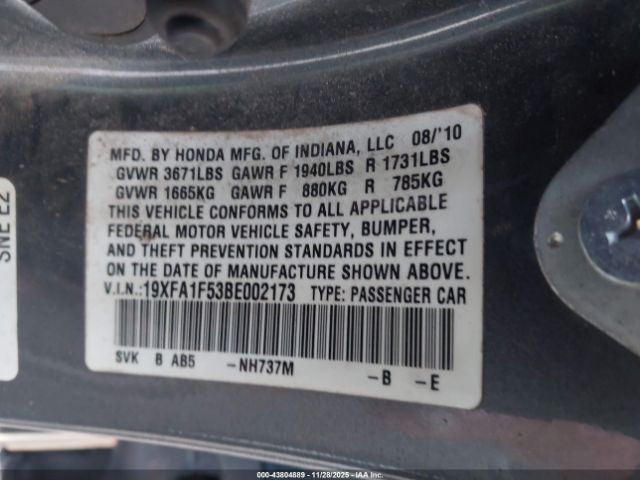 MFD. BY HONDA MFG. OF INDIANA, LLC 08/'10
GVWR 3671LBS GAWR F 1940LBS R 1731LBS
GVWR 1665KG GAWR F 880KG R 785KG
THIS VEHICLE CONFORMS TO ALL APPLICABLE
FEDERAL MOTOR VEHICLE SAFETY, BUMPER,
AND THEFT PREVENTION STANDARDS IN EFFECT
ON THE DATE OF MANUFACTURE SHOWN ABOVE.
V.I.N.:19XFA1F53BE002173 TYPE: PASSENGER CAR
SVK B AB5 -NH737M -B -E
SNE EZ
000-43804889 11/28/2025 - IAA Inc.